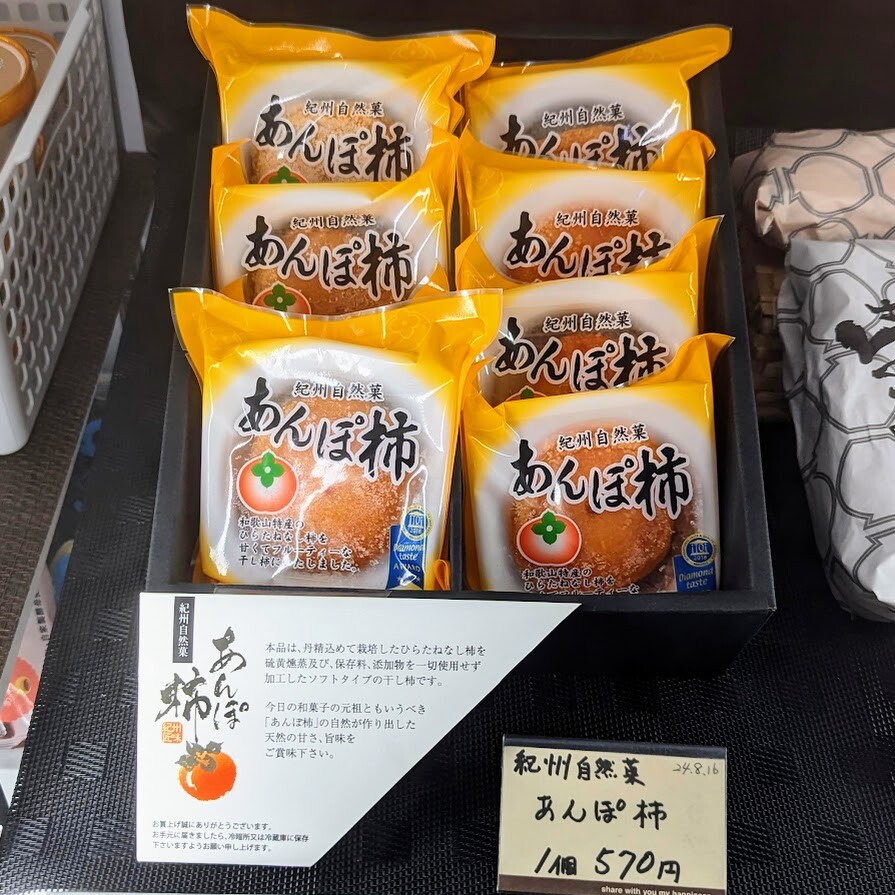 紀州自然菓
あんぽ柿
紀州自然菓
あんぽ柿
紀州自然菓
あんぽ柿
紀州自然菓
あんぽ柿
紀州自然菓
あんぽ柿
紀州自然菓
あんぽ柿
和歌山特産の
ひらたねなし柿を
甘くてフルーティーな
干し柿にいたしました。
Diamond
taste
紀州自然菓
あんぽ柿
和歌山特産の
ひらたねなし柿を
Diamond
taste
紀州自然菓
あんぽ柿
本品は、丹精込めて栽培したひらたねなし柿を
硫黄燻蒸及び、保存料、添加物を一切使用せず
加工したソフトタイプの干し柿です。
今日の和菓子の元祖ともいうべき
「あんぽ柿」の自然が作り出した
天然の甘さ、旨味を
ご賞味下さい。
お買上げ誠にありがとうございます。
お手元に届きましたら、冷暗所又は冷蔵庫に保存
下さいますようお願い申し上げます。
紀州自然菓
24.8.16
あんぽ柿
1個 570円
share with you my happiness